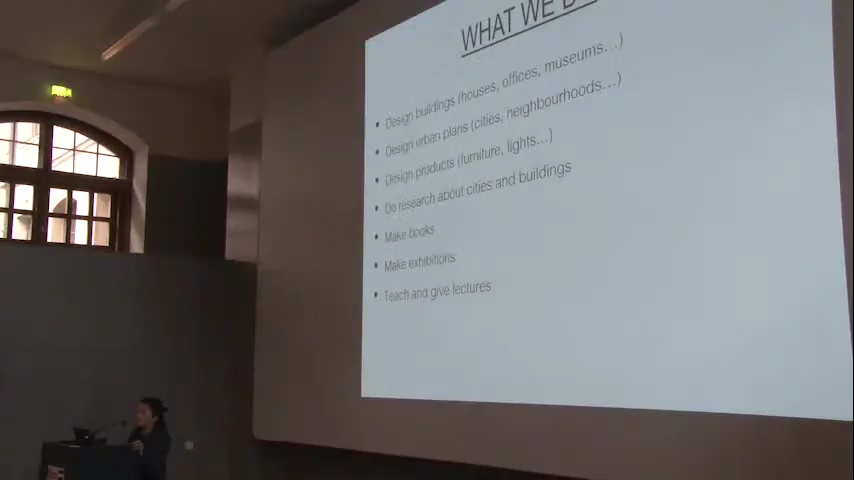 WHAT WE D
• Design buildings (houses, offices, museums...)
• Design urban plans (cities, neighbourhoods...)
• Design products (furniture, lights...)
• Do research about cities and buildings
• Make books
• Make exhibitions
• Teach and give lectures